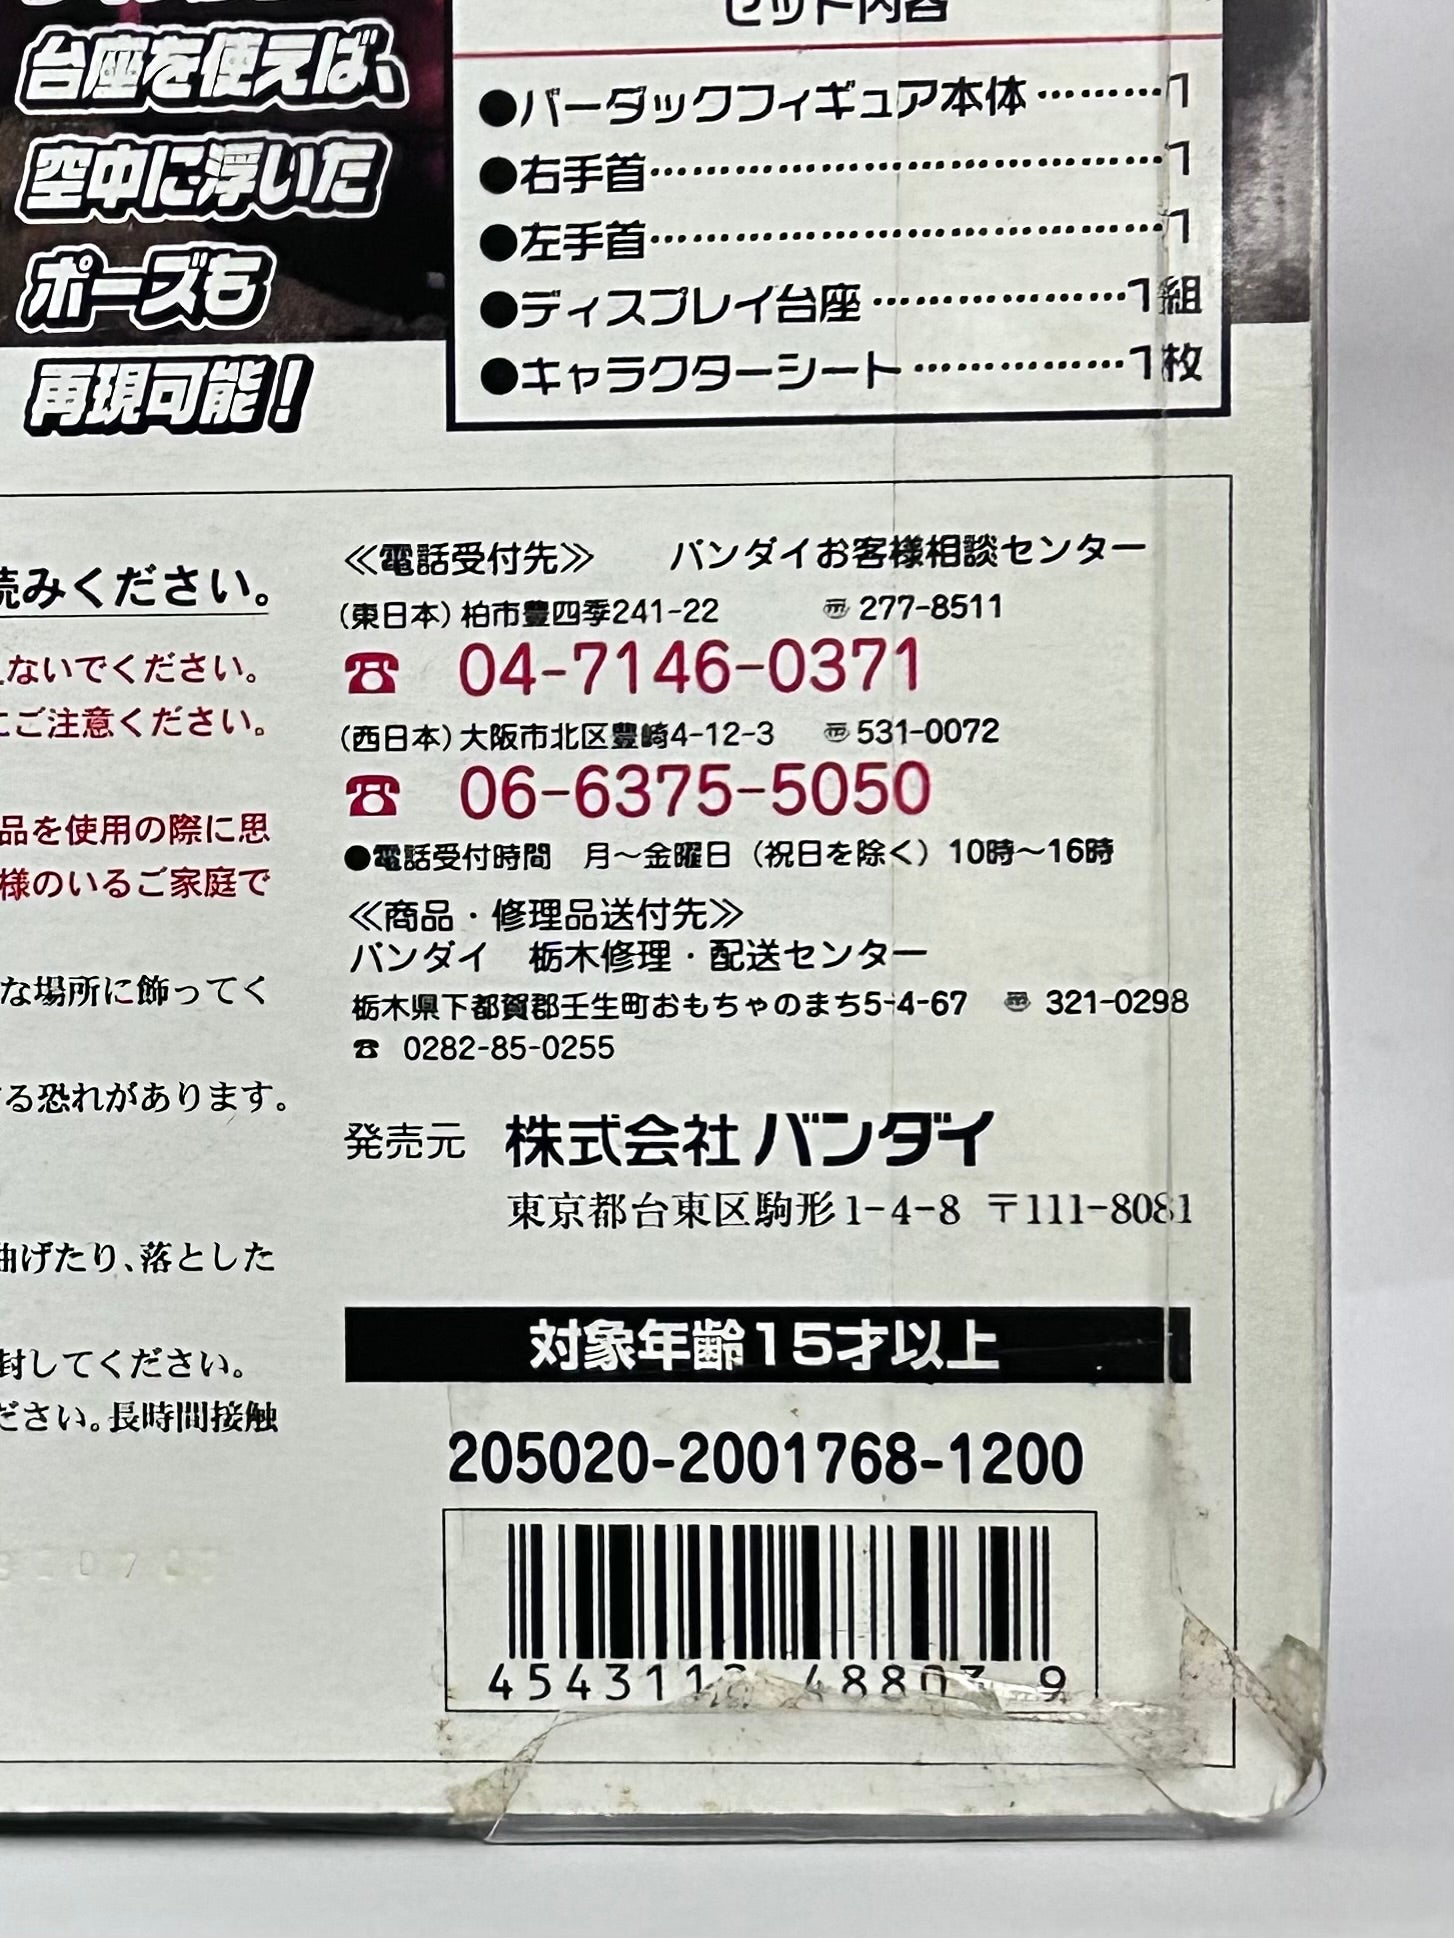 台座を使えば、
空中に浮いた
ポーズも
再現可能!
セット内容
●バーダックフィギュア本体………1
●右手首……………………………1
●左手首……………………………1
●ディスプレイ台座……………1組
●キャラクターシート…………1枚
読みください。
ないでください。
にご注意ください。
品を使用の際に思
様のいるご家庭で
な場所に飾ってく
る恐れがあります。
曲げたり、落とした
封してください。
ださい。長時間接触
≪電話受付先≫ バンダイお客様相談センター
(東日本)柏市豊四季241-22 〠277-8511
☎ 04-7146-0371
(西日本)大阪市北区豊崎4-12-3 〠531-0072
☎ 06-6375-5050
●電話受付時間 月～金曜日(祝日を除く)10時～16時
≪商品・修理品送付先≫
バンダイ 栃木修理・配送センター
栃木県下都賀郡壬生町おもちゃのまち5-4-67 〠 321-0298
☎ 0282-85-0255
発売元 株式会社バンダイ
東京都台東区駒形1-4-8 〒111-8081
対象年齢15才以上
205020-2001768-1200
4543112 488039